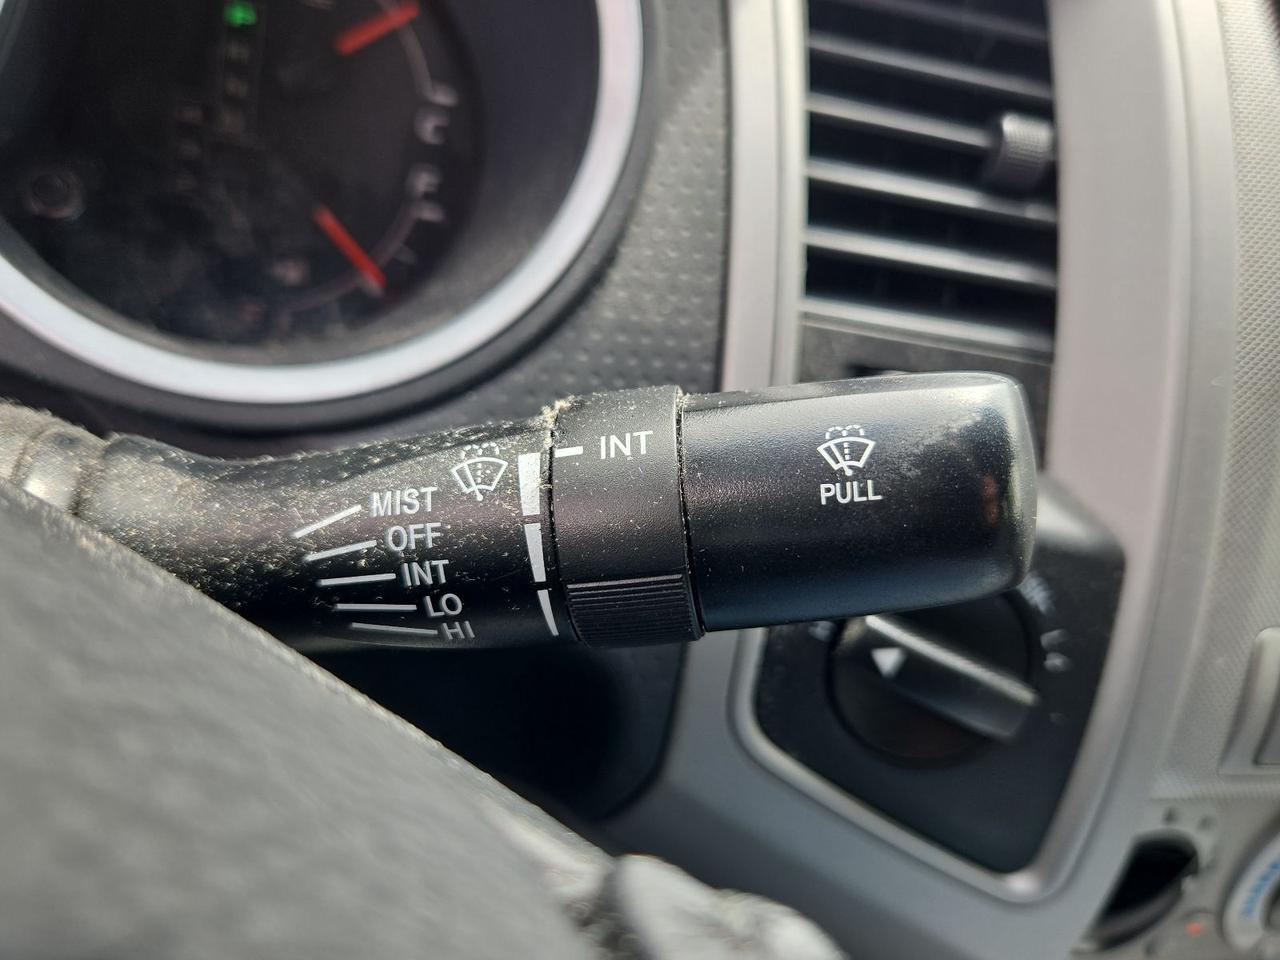 INT
MIST
OFF
INT
LO
HI
PULL